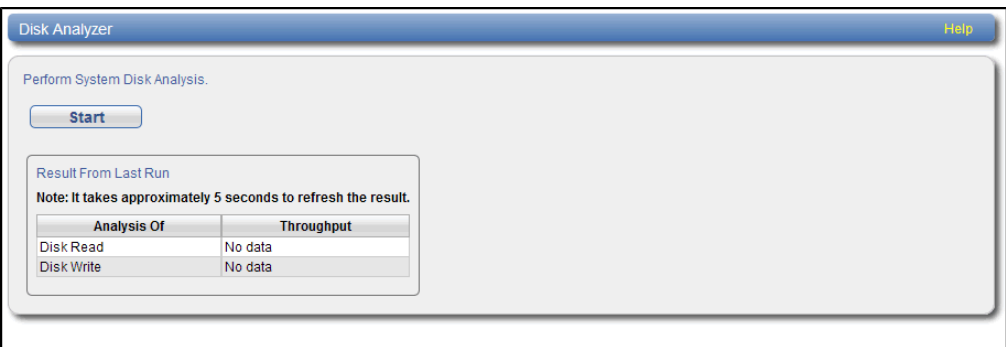 Disk Analyzer Help
Perform System Disk Analysis.
Start
Result From Last Run
Note: It takes approximately 5 seconds to refresh the result.
Analysis Of Throughput
Disk Read No data
Disk Write No data